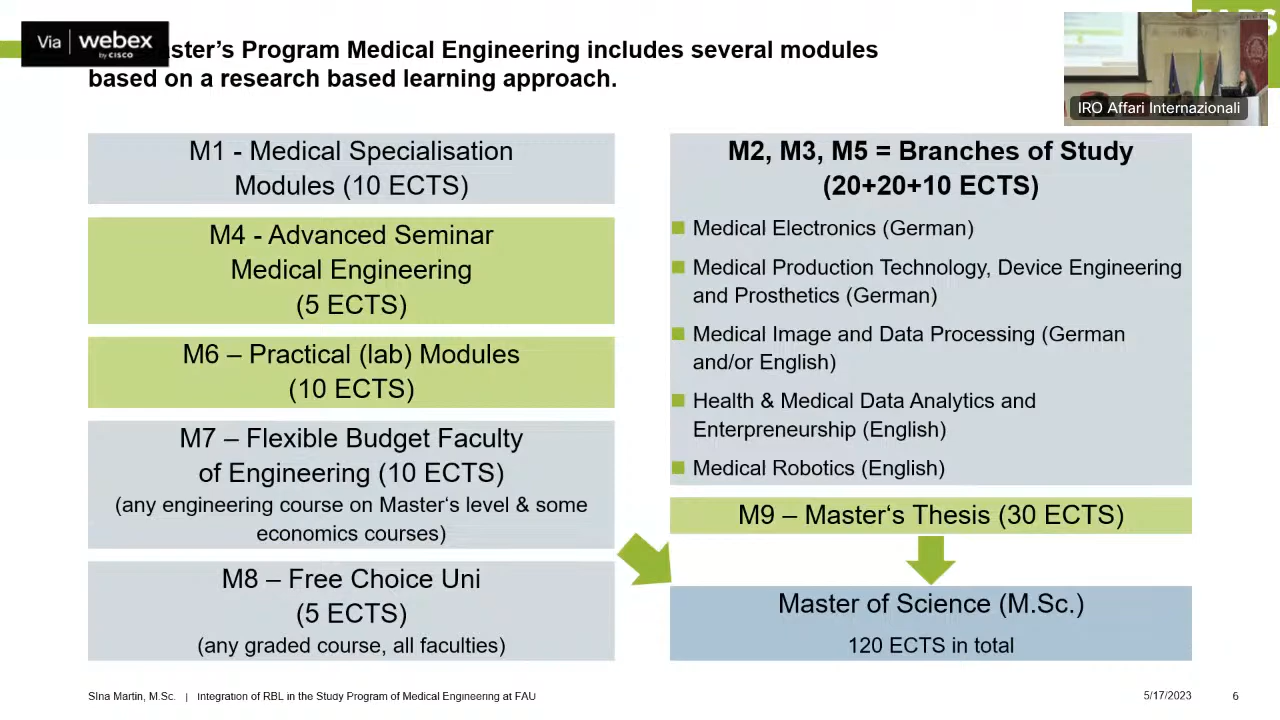 Via webex
by CISCO
aster's Program Medical Engineering includes several modules
based on a research based learning approach.
IRO Affari Internazionali
M1 - Medical Specialisation
Modules (10 ECTS)
M4 - Advanced Seminar
Medical Engineering
(5 ECTS)
M6 – Practical (lab) Modules
(10 ECTS)
M7 – Flexible Budget Faculty
of Engineering (10 ECTS)
(any engineering course on Master‘s level & some
economics courses)
M8 – Free Choice Uni
(5 ECTS)
(any graded course, all faculties)
M2, M3, M5 = Branches of Study
(20+20+10 ECTS)
Medical Electronics (German)
Medical Production Technology, Device Engineering
and Prosthetics (German)
Medical Image and Data Processing (German
and/or English)
Health & Medical Data Analytics and
Enterpreneurship (English)
Medical Robotics (English)
M9 – Master‘s Thesis (30 ECTS)
Master of Science (M.Sc.)
120 ECTS in total
Sina Martin, M.Sc. | Integration of RBL in the Study Program of Medical Engineering at FAU
5/17/2023
6